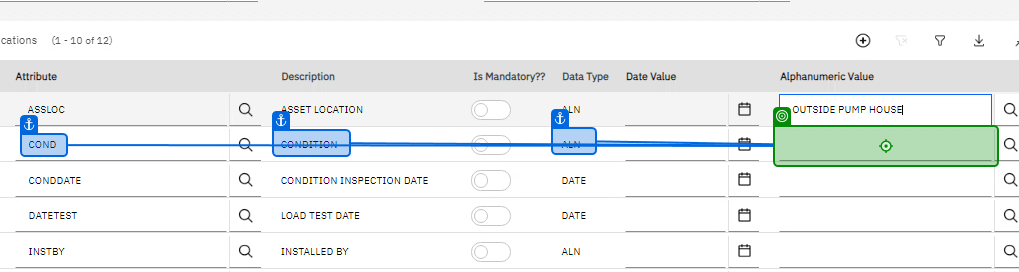 cations (1 - 10 of 12)
Attribute Description Is Mandatory?? Data Type Date Value Alphanumeric Value
ASSLOC ASSET LOCATION ALN OUTSIDE PUMP HOUSE
COND CONDITION ALN
CONDDATE CONDITION INSPECTION DATE DATE
DATETEST LOAD TEST DATE DATE
INSTBY INSTALLED BY ALN